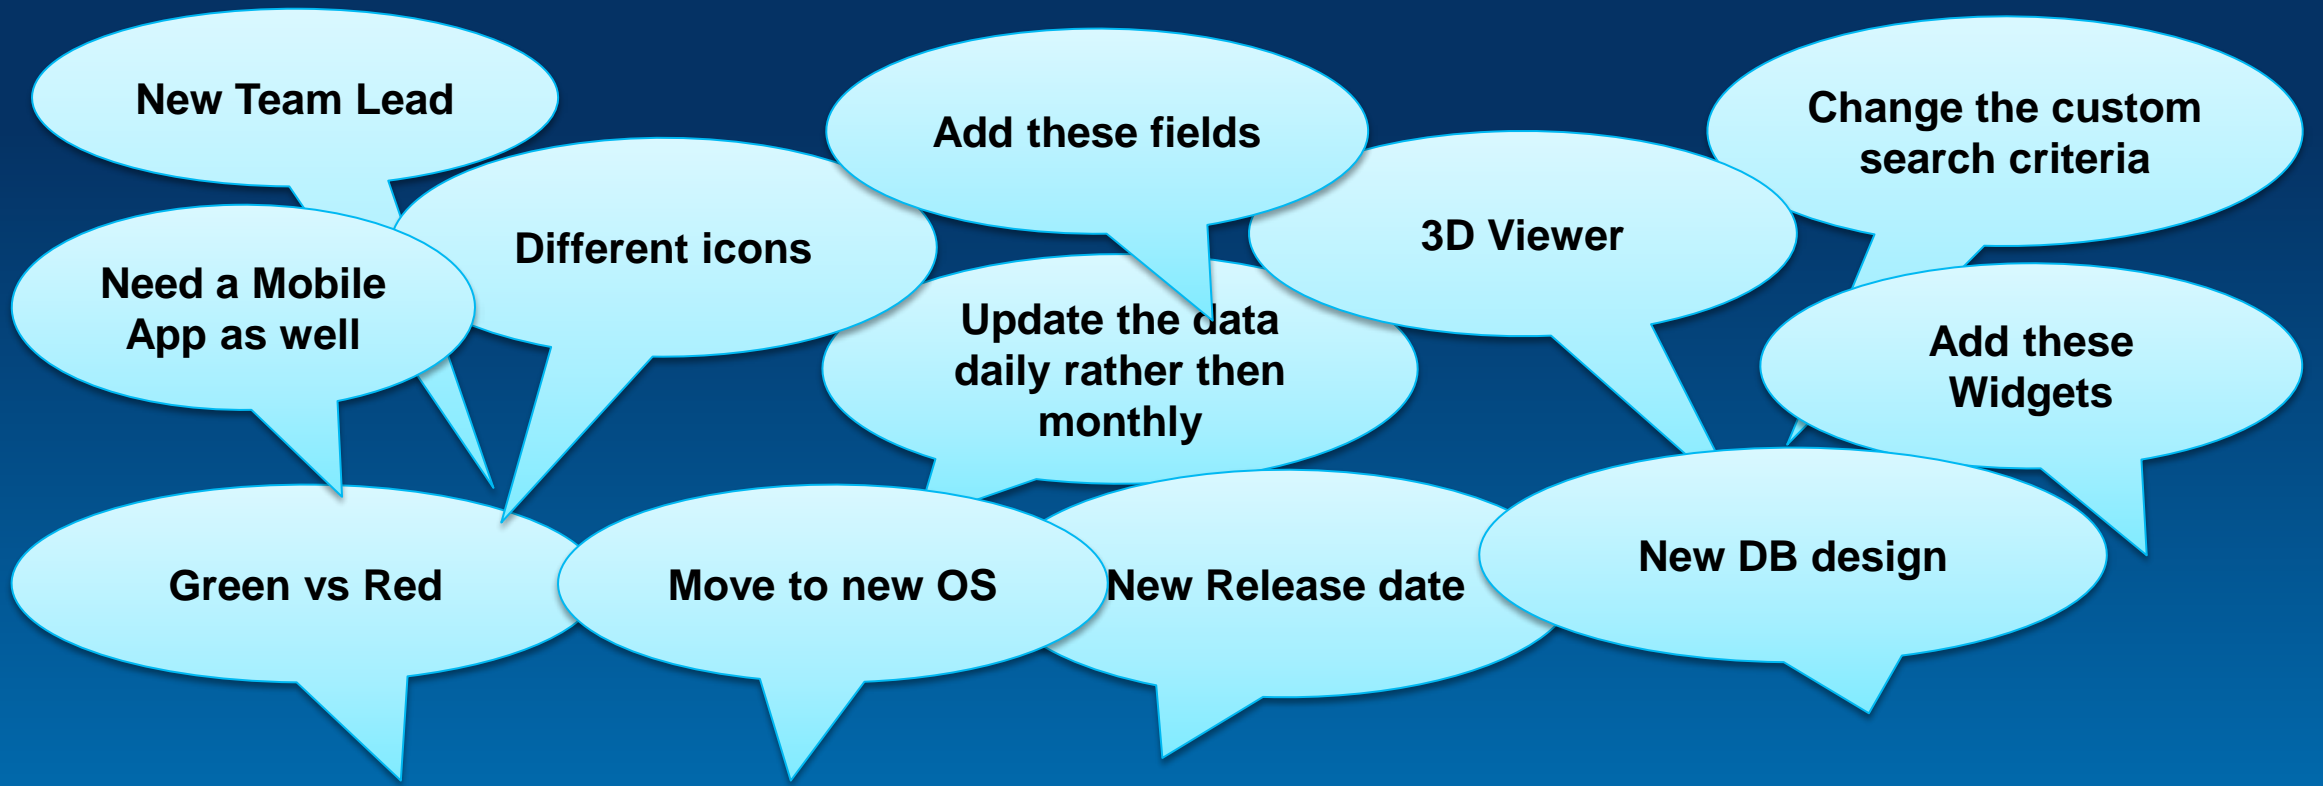 New Team Lead
Add these fields
Change the custom
search criteria
Different icons
3D Viewer
Need a Mobile
App as well
Update the data
daily rather then
monthly
Add these
Widgets
Green vs Red
Move to new OS
New Release date
New DB design